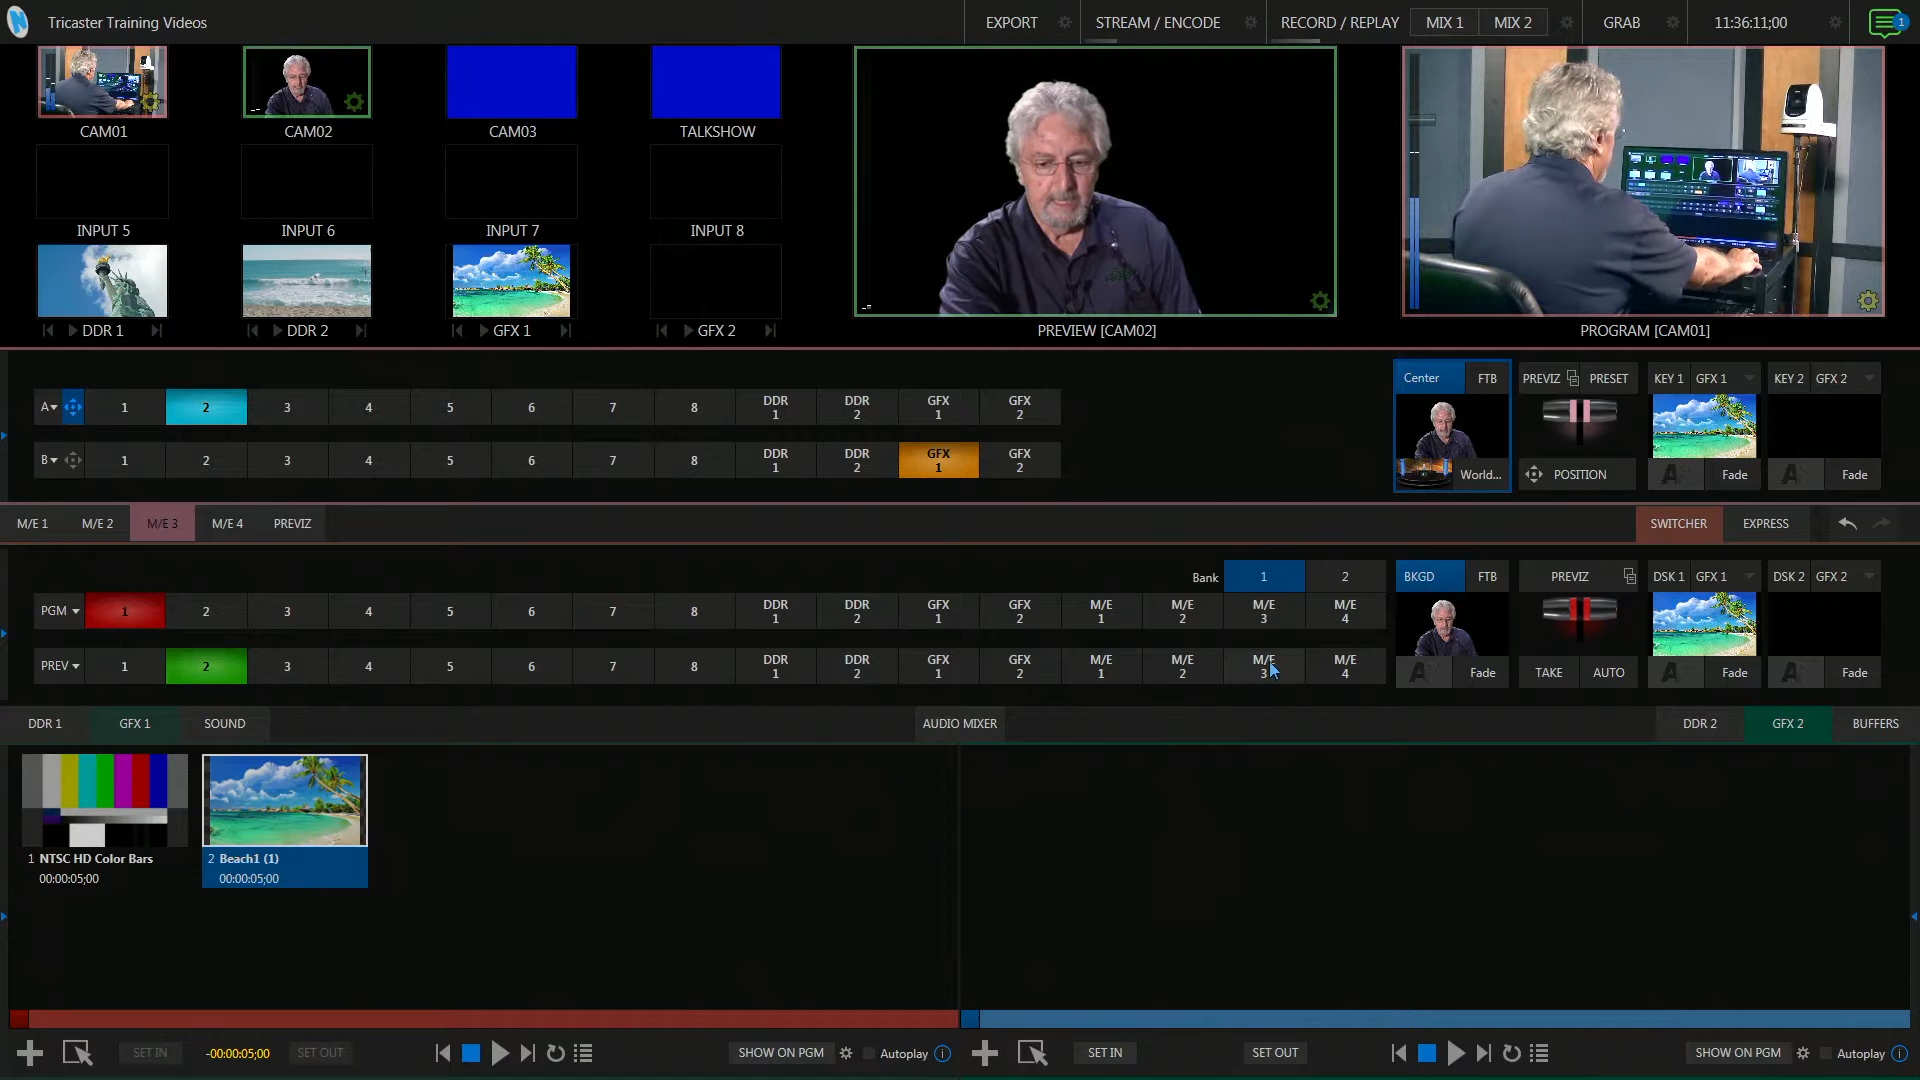 Tricaster Training Videos EXPORT STREAM / ENCODE RECORD / REPLAY MIX 1 MIX 2 GRAB 11:36:11;00 1
CAM01 CAM02 CAM03 TALKSHOW
INPUT 5 INPUT 6 INPUT 7 INPUT 8
DDR 1 DDR 2 GFX 1 GFX 2 PREVIEW [CAM02] PROGRAM [CAM01]
Center FTB PREVIZ PRESET KEY 1 GFX 1 KEY 2 GFX 2
A 1 2 3 4 5 6 7 8 DDR 1 DDR 2 GFX 1 GFX 2
B 1 2 3 4 5 6 7 8 DDR 1 DDR 2 GFX 1 GFX 2
World... POSITION A Fade A Fade
M/E 1 M/E 2 M/E 3 M/E 4 PREVIZ SWITCHER EXPRESS
Bank 1 2 BKGD FTB PREVIZ DSK 1 GFX 1 DSK 2 GFX 2
PGM 1 2 3 4 5 6 7 8 DDR 1 DDR 2 GFX 1 GFX 2 M/E 1 M/E 2 M/E 3 M/E 4
PREV 1 2 3 4 5 6 7 8 DDR 1 DDR 2 GFX 1 GFX 2 M/E 1 M/E 2 M/E 3 M/E 4
A Fade TAKE AUTO A Fade A Fade
DDR 1 GFX 1 SOUND AUDIO MIXER DDR 2 GFX 2 BUFFERS
1 NTSC HD Color Bars 2 Beach1 (1)
00:00:05;00 00:00:05;00
SET IN -00:00:05;00 SET OUT SHOW ON PGM Autoplay i SET IN SET OUT SHOW ON PGM Autoplay i